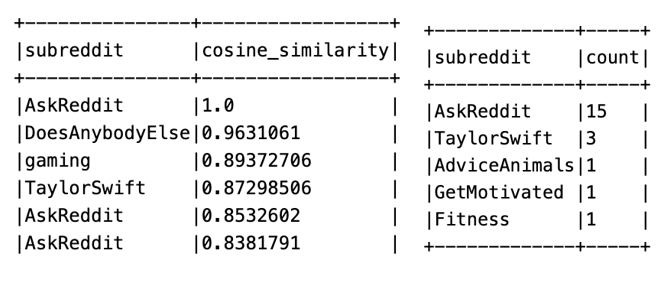 +---------------+-----------------+
|subreddit      |cosine_similarity|
+---------------+-----------------+
|AskReddit      |1.0              |
|DoesAnybodyElse|0.9631061        |
|gaming         |0.89372706       |
|TaylorSwift    |0.87298506       |
|AskReddit      |0.8532602        |
|AskReddit      |0.8381791        |
+-------------+-----+
|subreddit    |count|
+-------------+-----+
|AskReddit    |15   |
|TaylorSwift  |3    |
|AdviceAnimals|1    |
|GetMotivated |1    |
|Fitness      |1    |
+-------------+-----+